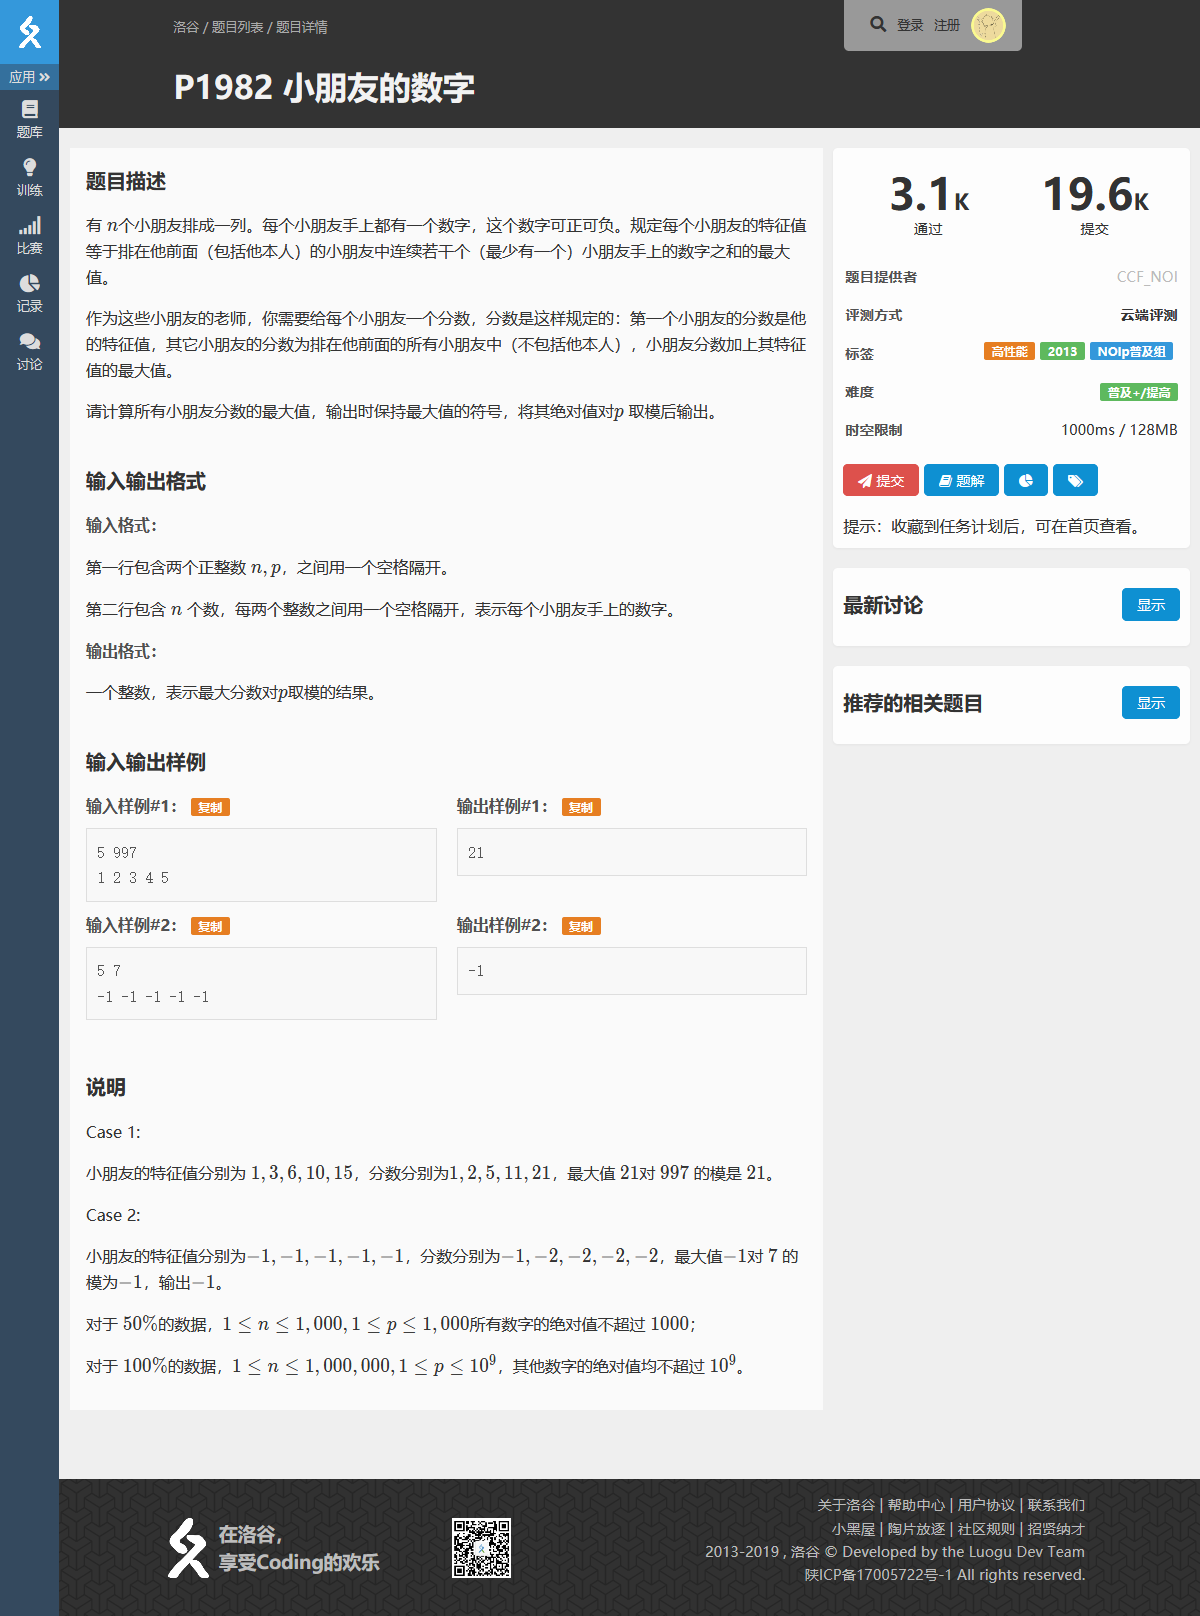 洛谷 / 题目列表 / 题目详情
登录 注册
P1982 小朋友的数字
应用
题库
训练
比赛
记录
讨论
题目描述
有 n个小朋友排成一列。每个小朋友手上都有一个数字，这个数字可正可负。规定每个小朋友的特征值
等于排在他前面（包括他本人）的小朋友中连续若干个（最少有一个）小朋友手上的数字之和的最大
值。
作为这些小朋友的老师，你需要给每个小朋友一个分数，分数是这样规定的：第一个小朋友的分数是他
的特征值，其它小朋友的分数为排在他前面的所有小朋友中（不包括他本人），小朋友分数加上其特征
值的最大值。
请计算所有小朋友分数的最大值，输出时保持最大值的符号，将其绝对值对p 取模后输出。
输入输出格式
输入格式：
第一行包含两个正整数 n, p，之间用一个空格隔开。
第二行包含 n 个数，每两个整数之间用一个空格隔开，表示每个小朋友手上的数字。
输出格式：
一个整数，表示最大分数对p取模的结果。
输入输出样例
输入样例#1： 复制
5 997
1 2 3 4 5
输出样例#1： 复制
21
输入样例#2： 复制
5 7
-1 -1 -1 -1 -1
输出样例#2： 复制
-1
说明
Case 1:
小朋友的特征值分别为 1, 3, 6, 10, 15，分数分别为1, 2, 5, 11, 21，最大值 21对 997 的模是 21。
Case 2:
小朋友的特征值分别为−1, −1, −1, −1, −1，分数分别为−1, −2, −2, −2, −2，最大值−1对 7 的
模为−1，输出−1。
对于 50%的数据，1 ≤ n ≤ 1, 000, 1 ≤ p ≤ 1, 000所有数字的绝对值不超过 1000；
对于 100%的数据，1 ≤ n ≤ 1, 000, 000, 1 ≤ p ≤ 10⁹，其他数字的绝对值均不超过 10⁹。
3.1K 19.6K
通过 提交
题目提供者 CCF_NOI
评测方式 云端评测
标签 高性能 2013 NOIp普及组
难度 普及+/提高
时空限制 1000ms / 128MB
提交 题解
提示：收藏到任务计划后，可在首页查看。
最新讨论 显示
推荐的相关题目 显示
在洛谷，
享受Coding的欢乐
关于洛谷 | 帮助中心 | 用户协议 | 联系我们
小黑屋 | 陶片放逐 | 社区规则 | 招贤纳才
2013-2019 , 洛谷 © Developed by the Luogu Dev Team
陕ICP备17005722号-1 All rights reserved.